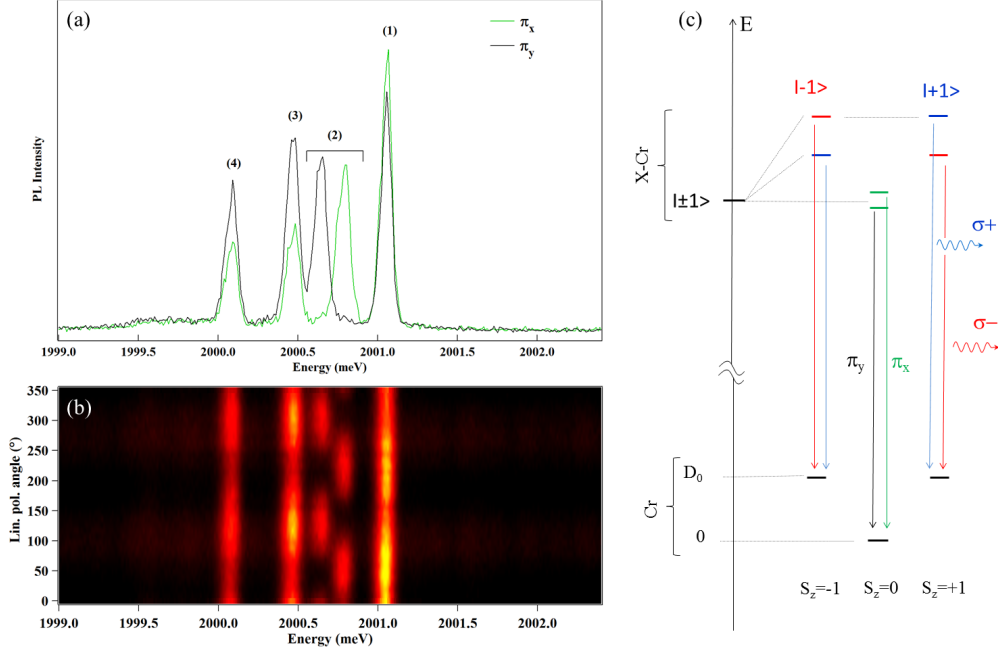 (a)
π_x
π_y
(1)
(2)
(3)
(4)
PL Intensity
1999.0 1999.5 2000.0 2000.5 2001.0 2001.5 2002.0
Energy (meV)
(b)
Lin. pol. angle (°)
350
300
250
200
150
100
50
0
1999.0 1999.5 2000.0 2000.5 2001.0 2001.5 2002.0
Energy (meV)
(c)
E
I-1> I+1>
X-Cr
I±1>
σ+
σ−
π_y π_x
Cr
D₀
0
S_z=-1 S_z=0 S_z=+1